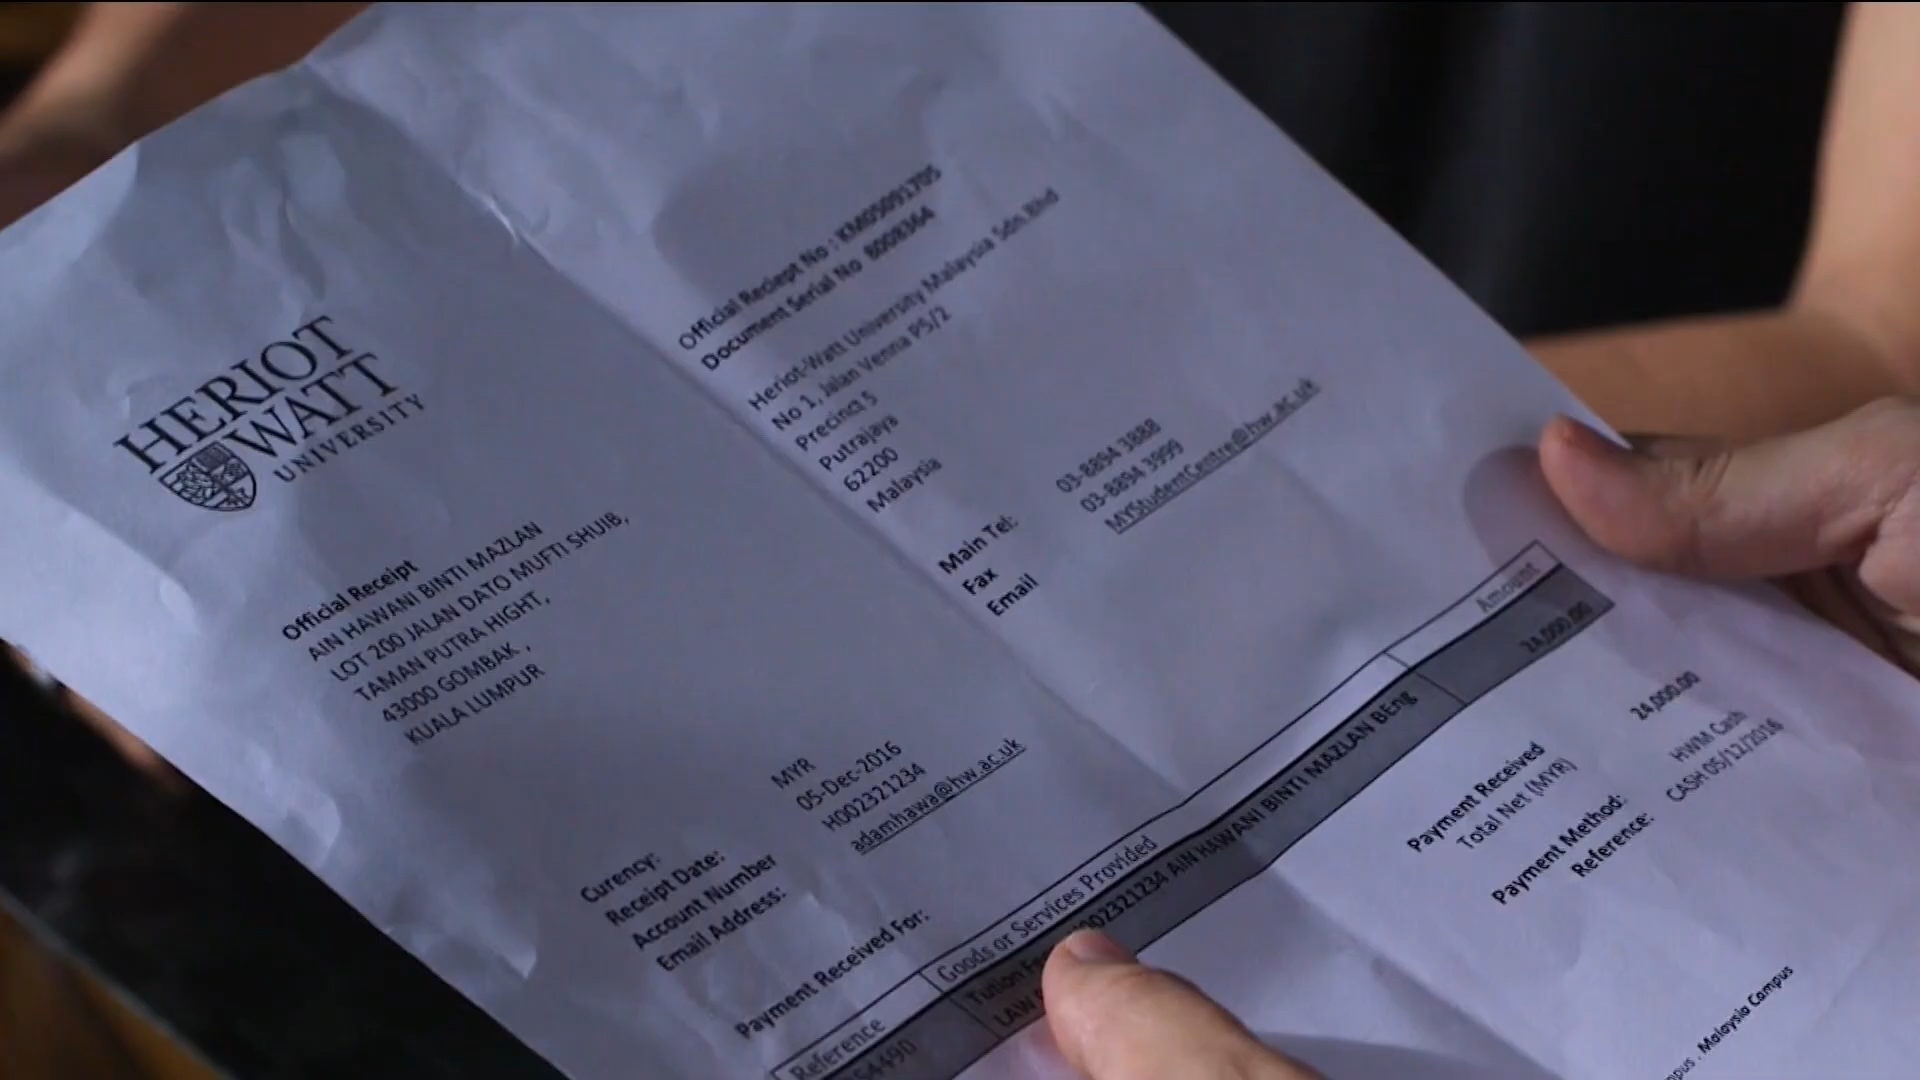 HERIOT
WATT
UNIVERSITY
Official Reciept No : KM05091705
Document Serial No 8008364
Heriot-Watt University Malaysia Sdn Bhd
No 1, Jalan Venna P5/2
Precinct 5
Putrajaya
62200
Malaysia
Main Tel: 03-8894 3888
Fax 03-8894 3999
Email MYStudentCentre@hw.ac.uk
Official Receipt
AIN HAWANI BINTI MAZLAN
LOT 200 JALAN DATO MUFTI SHUIB,
TAMAN PUTRA HIGHT,
43000 GOMBAK ,
KUALA LUMPUR
Curency: MYR
Receipt Date: 05-Dec-2016
Account Number H002321234
Email Address: adamhawa@hw.ac.uk
Payment Received For:
Reference Goods or Services Provided Amount
Tution 002321234 AIN HAWANI BINTI MAZLAN BEng 24,000.00
54490 LAW
Payment Received
Total Net (MYR) 24,000.00
Payment Method: HWM Cash
Reference: CASH 05/12/2016
Malaysia Campus